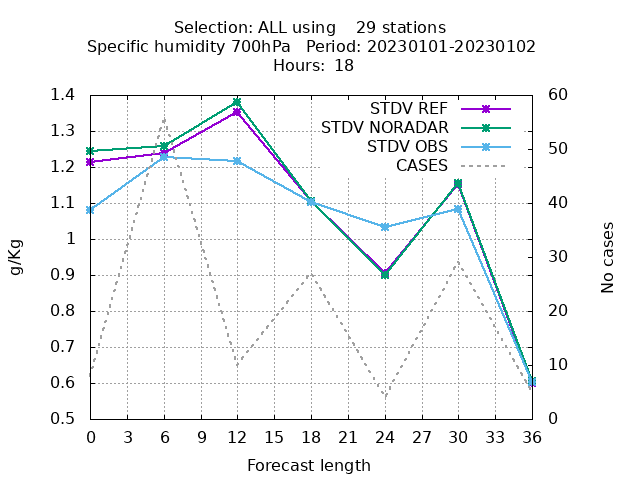 Selection: ALL using    29 stations
Specific humidity 700hPa   Period: 20230101-20230102
Hours: 18
1.4
1.3
1.2
1.1
1
0.9
0.8
0.7
0.6
0.5
g/Kg
STDV REF
STDV NORADAR
STDV OBS
CASES
60
50
40
30
20
10
0
No cases
0 3 6 9 12 15 18 21 24 27 30 33 36
Forecast length